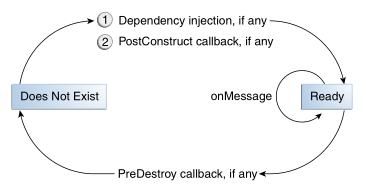 1 Dependency injection, if any
2 PostConstruct callback, if any
Does Not Exist
onMessage
Ready
PreDestroy callback, if any